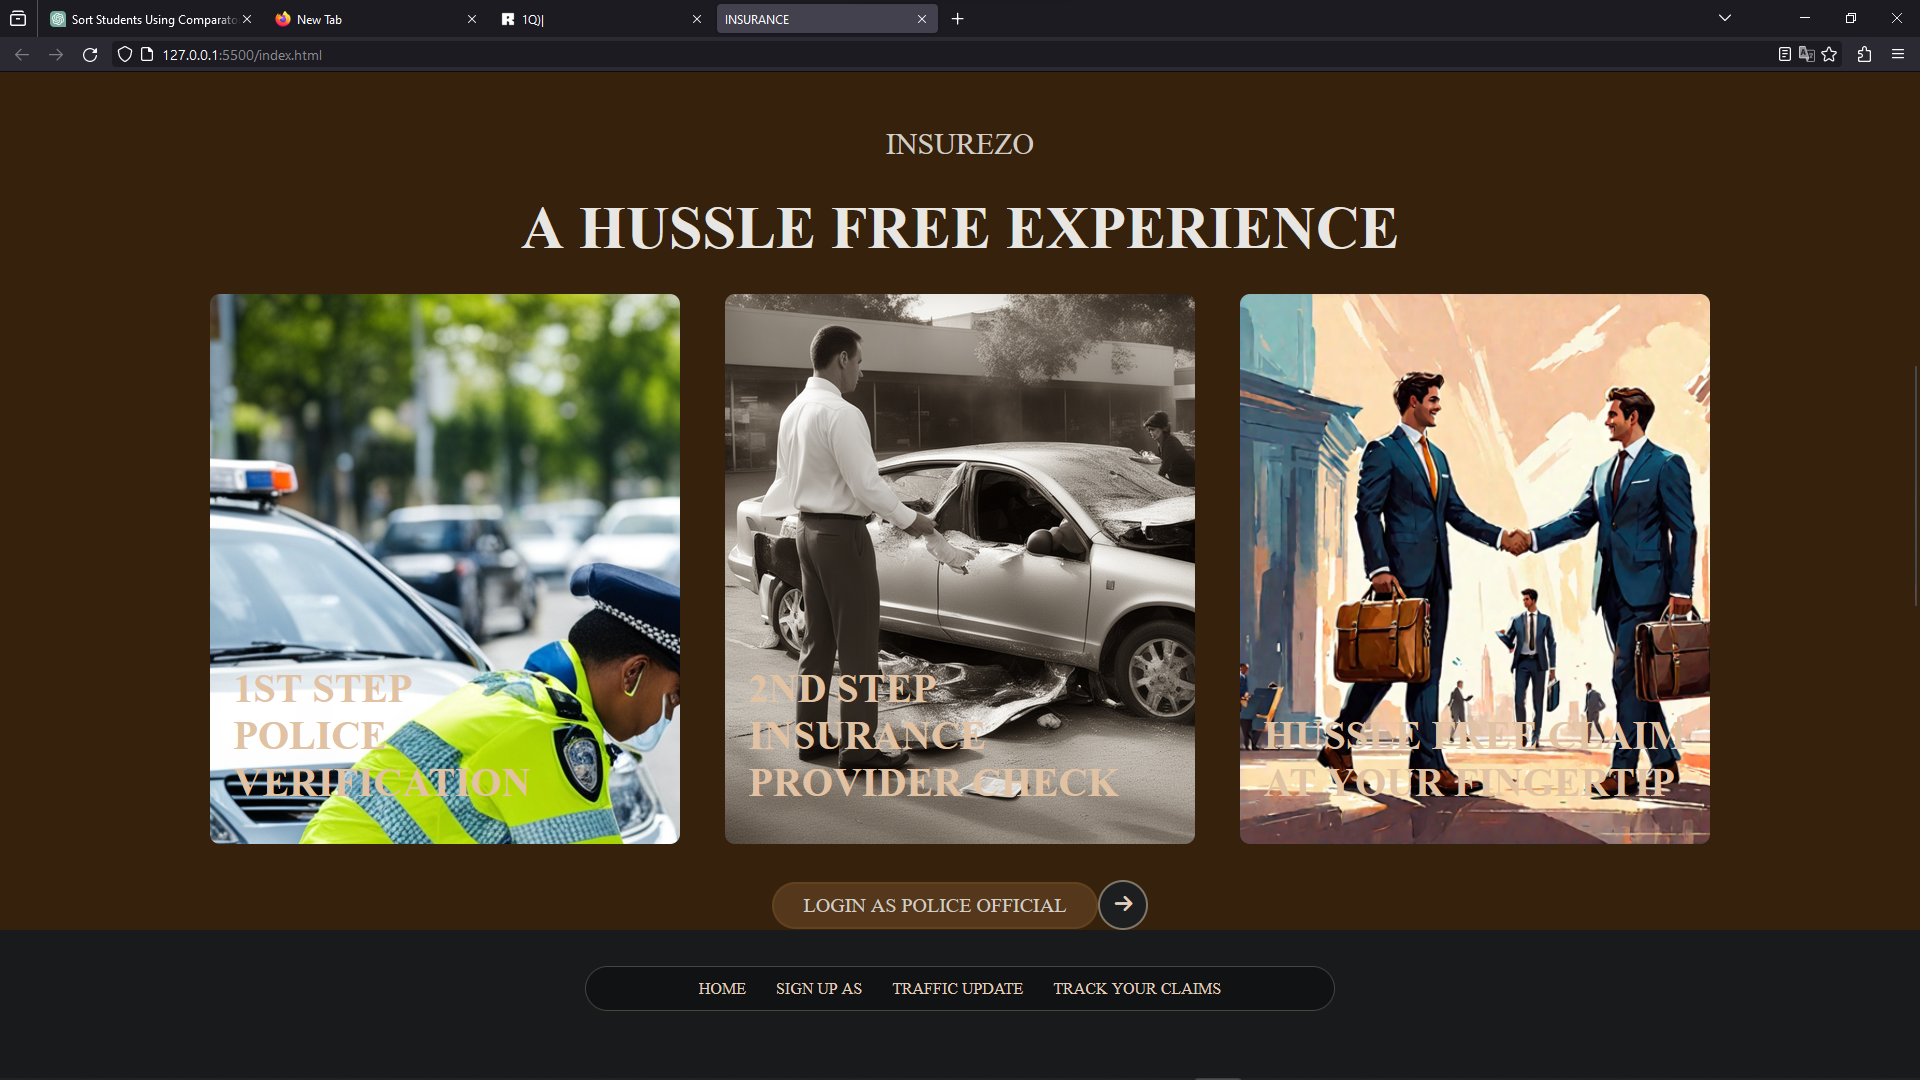 Sort Students Using Comparato
New Tab
1Q)|
INSURANCE
127.0.0.1:5500/index.html
INSUREZO
A HUSSLE FREE EXPERIENCE
1ST STEP
POLICE
VERIFICATION
2ND STEP
INSURANCE
PROVIDER CHECK
HUSSLE FREE CLAIM
AT YOUR FINGERTIP
LOGIN AS POLICE OFFICIAL
HOME SIGN UP AS TRAFFIC UPDATE TRACK YOUR CLAIMS